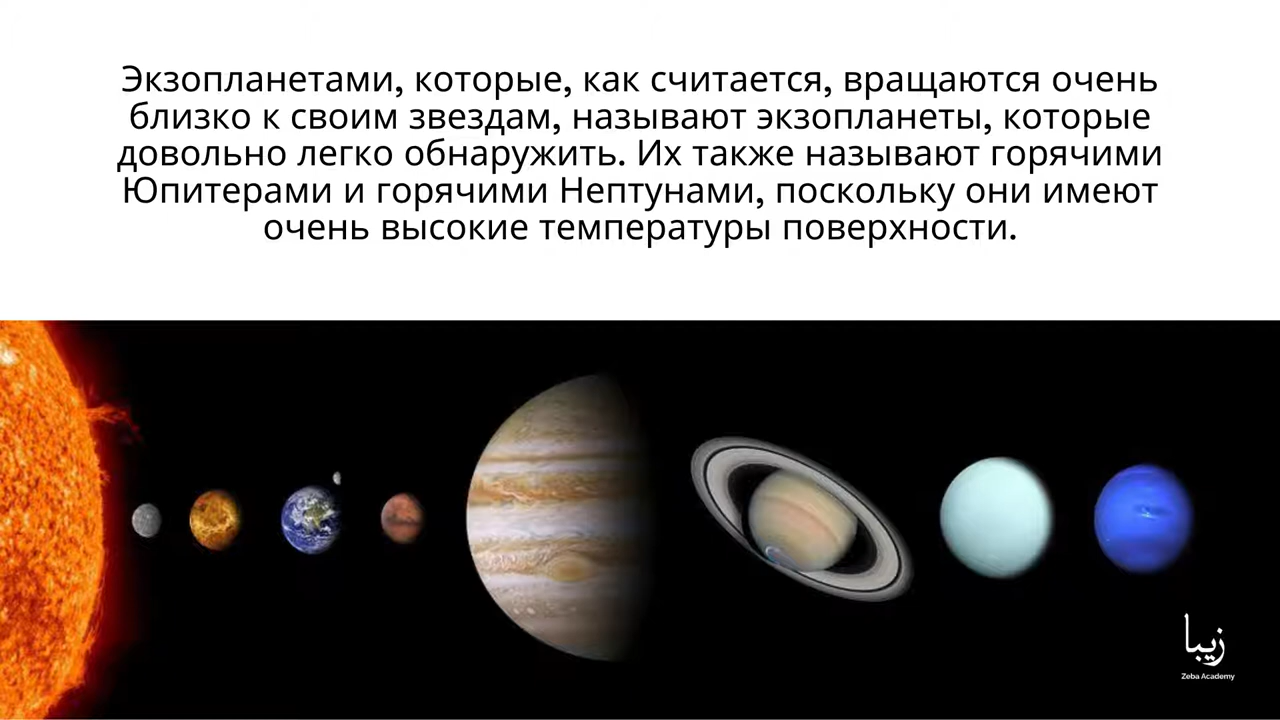 Экзопланетами, которые, как считается, вращаются очень
близко к своим звездам, называют экзопланеты, которые
довольно легко обнаружить. Их также называют горячими
Юпитерами и горячими Нептунами, поскольку они имеют
очень высокие температуры поверхности.
زیبا
Zeba Academy